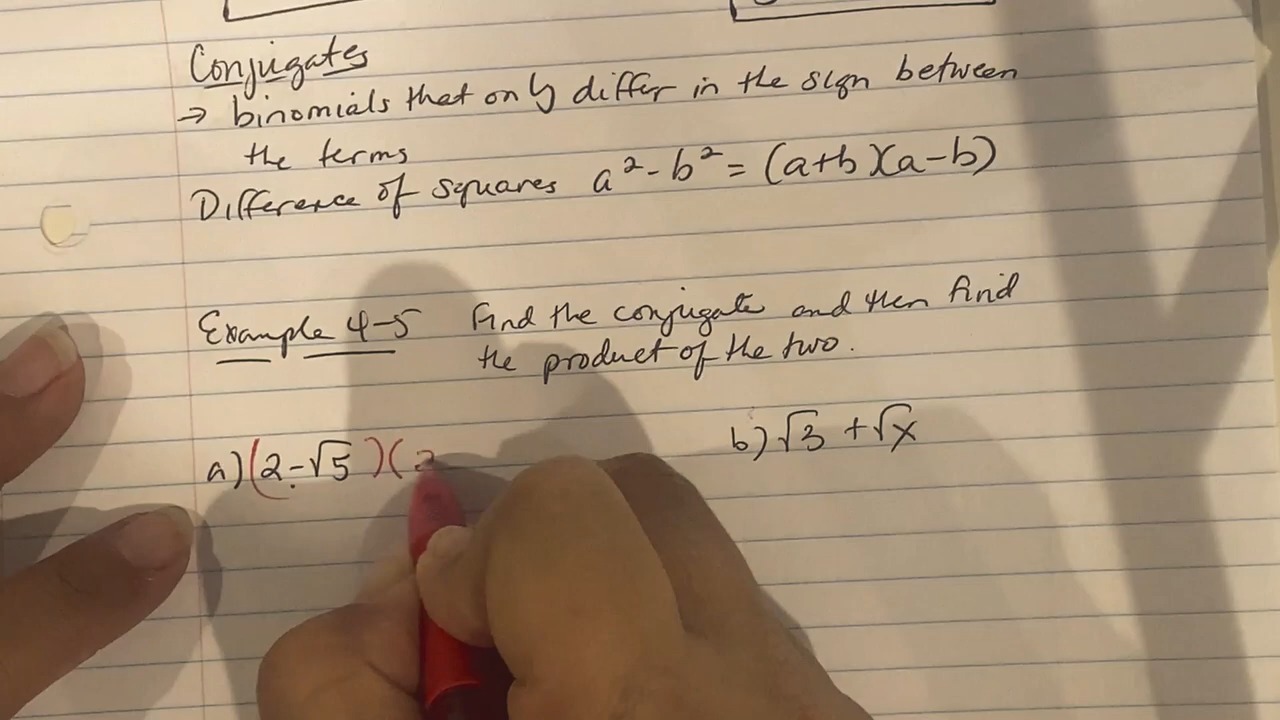 Conjugates
→ binomials that only differ in the sign between
the terms
Difference of squares a² - b² = (a+b)(a-b)
Example 4-5 Find the conjugate and then find
the product of the two.
a) (2-√5)(2
b) √3 + √x